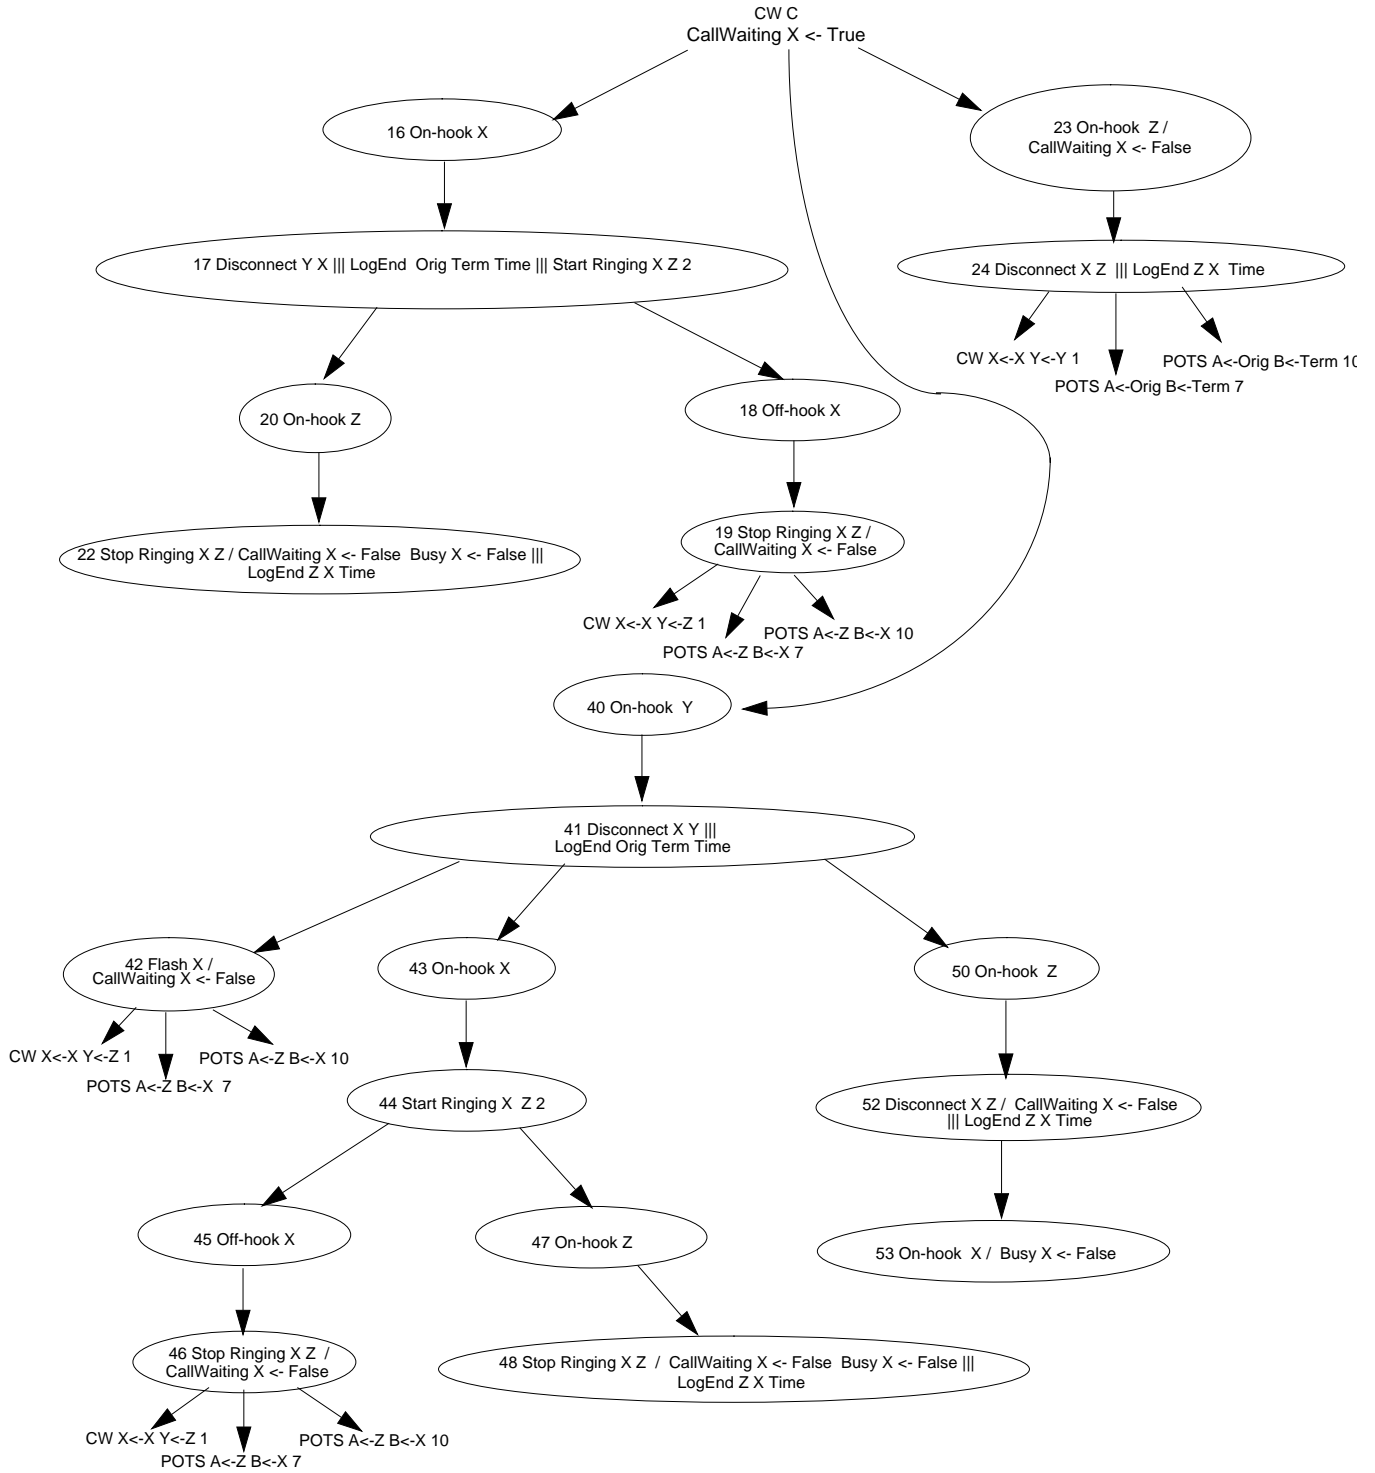 CW C
CallWaiting X <- True
16 On-hook X
23 On-hook Z /
CallWaiting X <- False
17 Disconnect Y X ||| LogEnd Orig Term Time ||| Start Ringing X Z 2
24 Disconnect X Z ||| LogEnd Z X Time
CW X<-X Y<-Y 1
POTS A<-Orig B<-Term 10
POTS A<-Orig B<-Term 7
20 On-hook Z
18 Off-hook X
22 Stop Ringing X Z / CallWaiting X <- False Busy X <- False |||
LogEnd Z X Time
19 Stop Ringing X Z /
CallWaiting X <- False
CW X<-X Y<-Z 1
POTS A<-Z B<-X 10
POTS A<-Z B<-X 7
40 On-hook Y
41 Disconnect X Y |||
LogEnd Orig Term Time
42 Flash X /
CallWaiting X <- False
43 On-hook X
50 On-hook Z
CW X<-X Y<-Z 1
POTS A<-Z B<-X 10
POTS A<-Z B<-X 7
44 Start Ringing X Z 2
52 Disconnect X Z / CallWaiting X <- False
||| LogEnd Z X Time
45 Off-hook X
47 On-hook Z
53 On-hook X / Busy X <- False
46 Stop Ringing X Z /
CallWaiting X <- False
48 Stop Ringing X Z / CallWaiting X <- False Busy X <- False |||
LogEnd Z X Time
CW X<-X Y<-Z 1
POTS A<-Z B<-X 10
POTS A<-Z B<-X 7